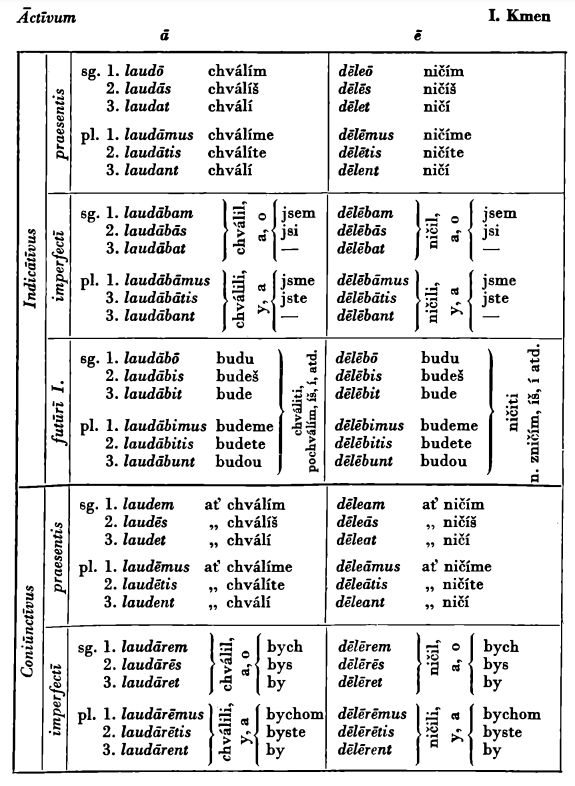 Āctīvum I. Kmen
ā ē
Indicātīvus
praesentis
sg. 1. laudō chválím dēleō ničím
2. laudās chválíš dēlēs ničíš
3. laudat chválí dēlet ničí
pl. 1. laudāmus chválíme dēlēmus ničíme
2. laudātis chválíte dēlētis ničíte
3. laudant chválí dēlent ničí
imperfectī
sg. 1. laudābam chválil, a, o jsem dēlēbam ničil, a, o jsem
2. laudābās jsi dēlēbās jsi
3. laudābat — dēlēbat —
pl. 1. laudābāmus chválili, y, a jsme dēlēbāmus ničili, y, a jsme
3. laudābātis jste dēlēbātis jste
3. laudābant — dēlēbant —
futūrī I.
sg. 1. laudābō budu dēlēbō budu
2. laudābis budeš dēlēbis budeš
3. laudābit bude dēlēbit bude
chváliti, pochválím, íš, í, atd. ničiti n. zničím, íš, í atd.
pl. 1. laudābimus budeme dēlēbimus budeme
2. laudābitis budete dēlēbitis budete
3. laudābunt budou dēlēbunt budou
Coniūnctīvus
praesentis
sg. 1. laudem ať chválím dēleam ať ničím
2. laudēs „ chválíš dēleās „ ničíš
3. laudet „ chválí dēleat „ ničí
pl. 1. laudēmus ať chválíme dēleāmus ať ničíme
2. laudētis „ chválíte dēleātis „ ničíte
3. laudent „ chválí dēleant „ ničí
imperfectī
sg. 1. laudārem chválil, a, o bych dēlērem ničil, a, o bych
2. laudārēs bys dēlērēs bys
3. laudāret by dēlēret by
pl. 1. laudārēmus chválili, y, a bychom dēlērēmus ničili, y, a bychom
2. laudārētis byste dēlērētis byste
3. laudārent by dēlērent by